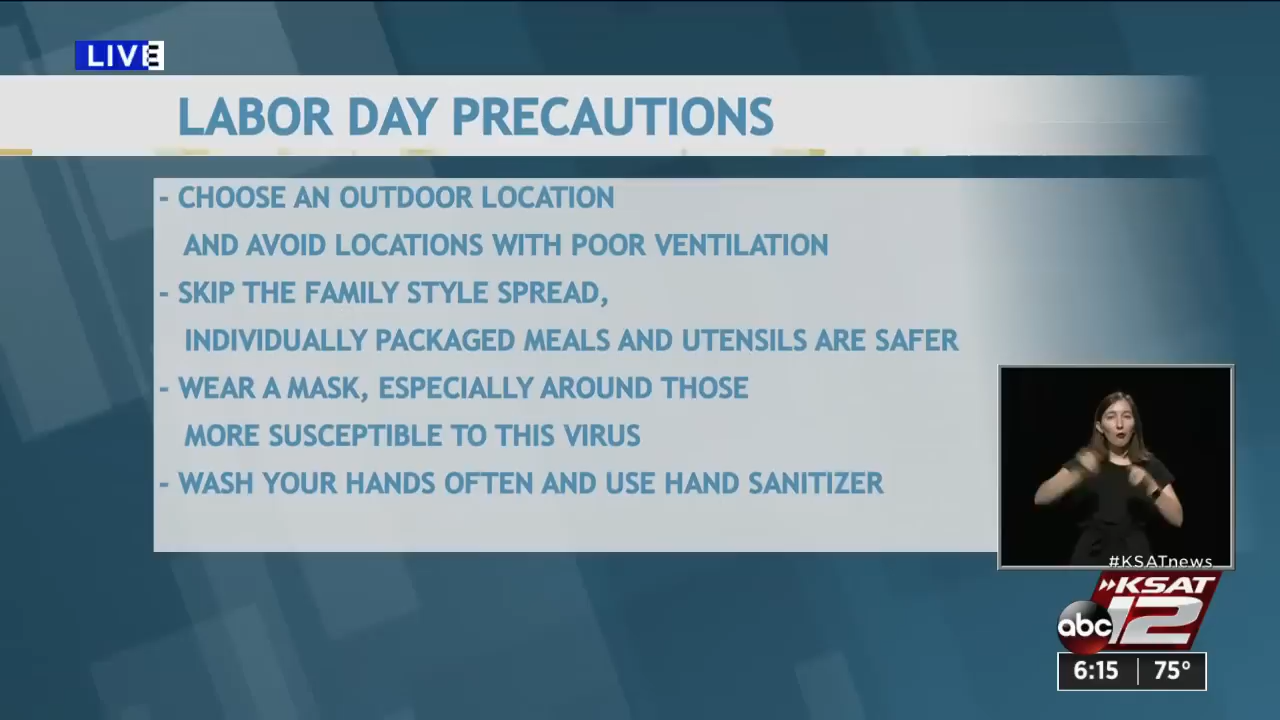 LIVE
LABOR DAY PRECAUTIONS
- CHOOSE AN OUTDOOR LOCATION
AND AVOID LOCATIONS WITH POOR VENTILATION
- SKIP THE FAMILY STYLE SPREAD,
INDIVIDUALLY PACKAGED MEALS AND UTENSILS ARE SAFER
- WEAR A MASK, ESPECIALLY AROUND THOSE
MORE SUSCEPTIBLE TO THIS VIRUS
- WASH YOUR HANDS OFTEN AND USE HAND SANITIZER
#KSATnews
KSAT
abc 12
6:15 75°